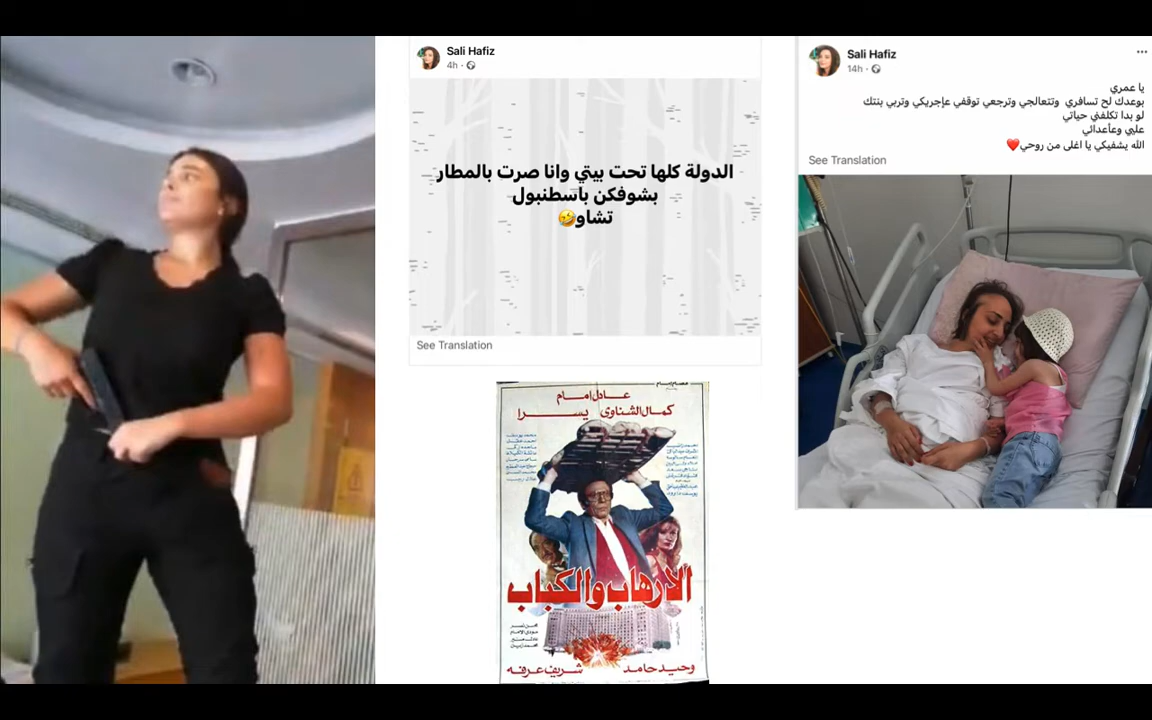 Sali Hafiz
4h
الدولة كلها تحت بيتي وانا صرت بالمطار
بشوفكن باسطنبول
تشاو🤣
See Translation
Sali Hafiz
14h
يا عمري
بوعدك لح تسافري وتتعالجي وترجعي توقفي عإجريكي وتربي بنتك
لو بدا تكلفني حياتي
عليي وعأعدائي
الله يشفيكي يا اغلى من روحي❤️
See Translation
عادل امام
كمال الشناوى يسرا
الارهاب والكباب
وحيد حامد شريف عرفه